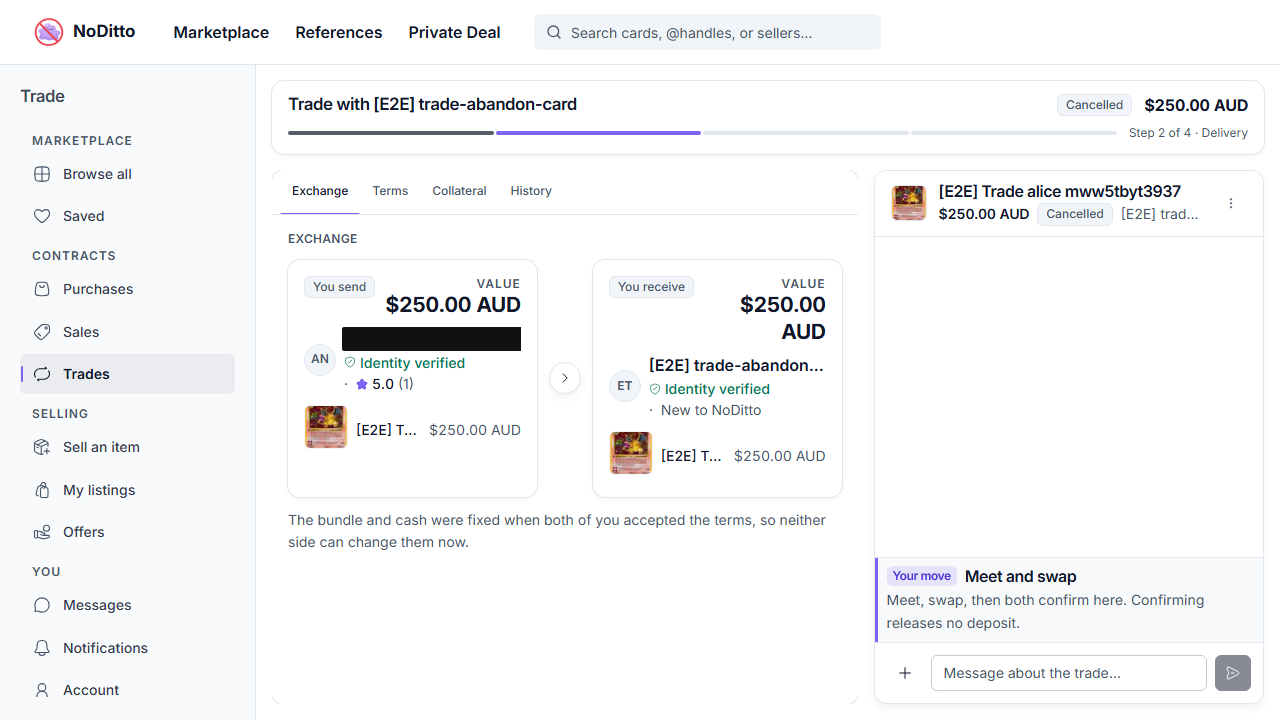 NoDitto
Marketplace
References
Private Deal
Search cards, @handles, or sellers...
Trade
MARKETPLACE
Browse all
Saved
CONTRACTS
Purchases
Sales
Trades
SELLING
Sell an item
My listings
Offers
YOU
Messages
Notifications
Account
Trade with [E2E] trade-abandon-card
Cancelled
$250.00 AUD
Step 2 of 4 · Delivery
Exchange
Terms
Collateral
History
EXCHANGE
You send
VALUE
$250.00 AUD
AN
Identity verified
· 5.0 (1)
[E2E] T...
$250.00 AUD
You receive
VALUE
$250.00
AUD
ET
[E2E] trade-abandon...
Identity verified
· New to NoDitto
[E2E] T...
$250.00 AUD
The bundle and cash were fixed when both of you accepted the terms, so neither
side can change them now.
[E2E] Trade alice mww5tbyt3937
$250.00 AUD
Cancelled
[E2E] trad...
Your move
Meet and swap
Meet, swap, then both confirm here. Confirming
releases no deposit.
Message about the trade...